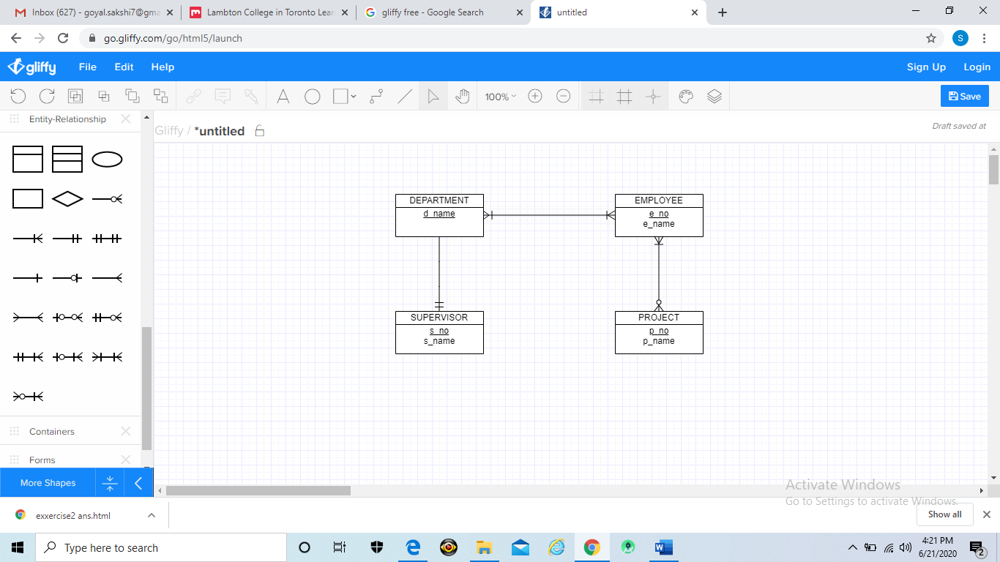 Inbox (627) - goyal.sakshi7@gma
Lambton College in Toronto Lear
gliffy free - Google Search
untitled
go.gliffy.com/go/html5/launch
S
gliffy File Edit Help Sign Up Login
A 100% Save
Entity-Relationship
Gliffy / *untitled
Draft saved at
DEPARTMENT
d_name
EMPLOYEE
e_no
e_name
SUPERVISOR
s_no
s_name
PROJECT
p_no
p_name
Containers
Forms
More Shapes
Activate Windows
Go to Settings to activate Windows.
exxercise2 ans.html
Show all
Type here to search
4:21 PM
6/21/2020
2